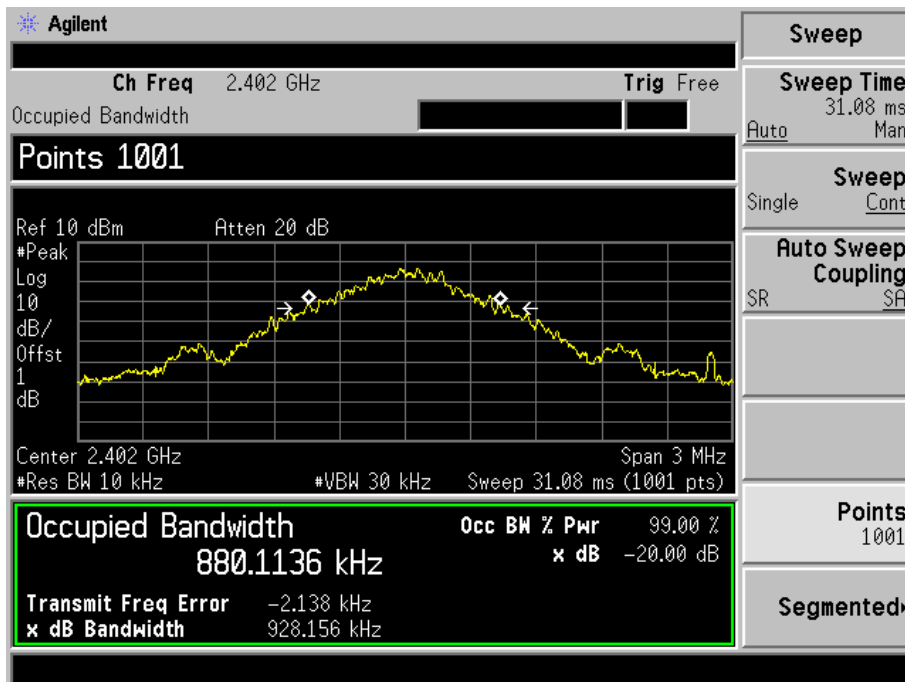 Agilent
Ch Freq 2.402 GHz Trig Free
Occupied Bandwidth
Points 1001
Ref 10 dBm Atten 20 dB
#Peak
Log
10
dB/
Offst
1
dB
Center 2.402 GHz Span 3 MHz
#Res BW 10 kHz #VBW 30 kHz Sweep 31.08 ms (1001 pts)
Occupied Bandwidth Occ BW % Pwr 99.00 %
880.1136 kHz x dB -20.00 dB
Transmit Freq Error -2.138 kHz
x dB Bandwidth 928.156 kHz
Sweep
Sweep Time
31.08 ms
Auto Man
Sweep
Single Cont
Auto Sweep
Coupling
SR SA
Points
1001
Segmented